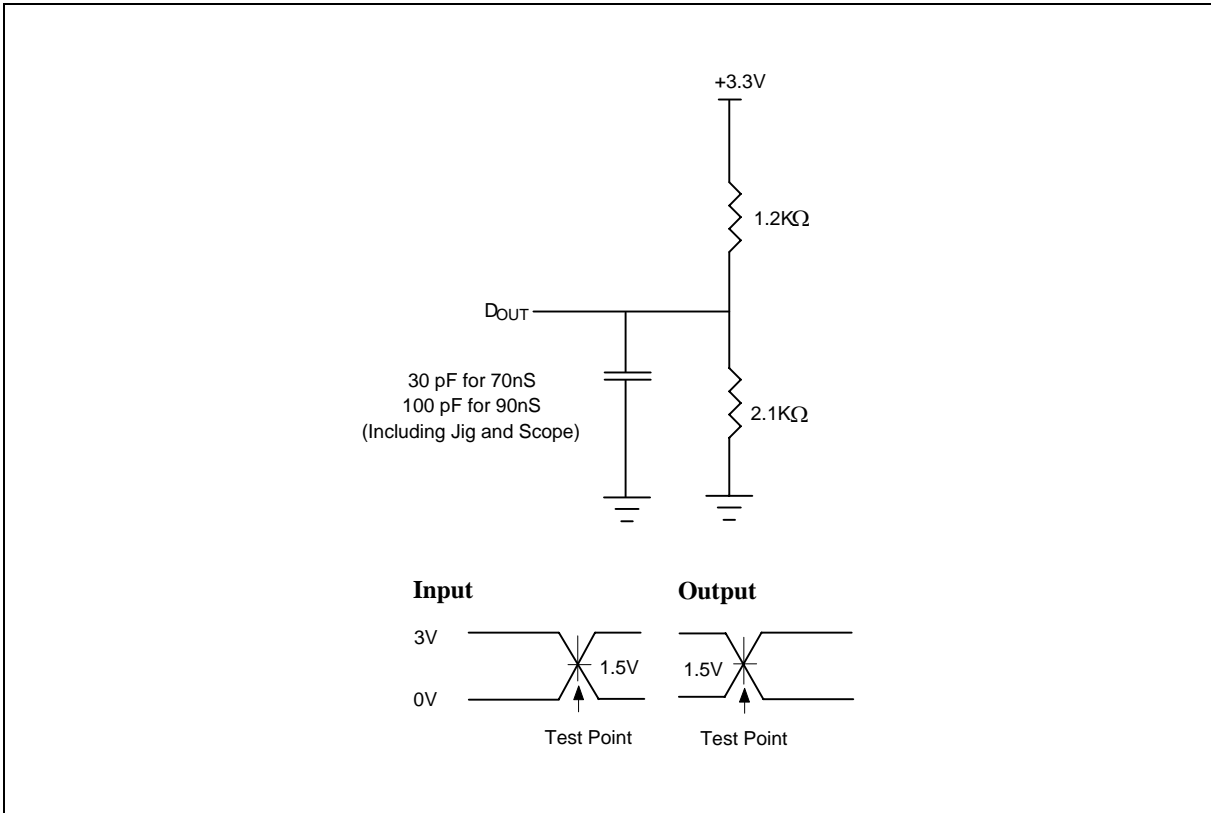 +3.3V
1.2KΩ
DOUT
30 pF for 70nS
100 pF for 90nS
(Including Jig and Scope)
2.1KΩ
Input
Output
3V
1.5V
1.5V
0V
Test Point
Test Point